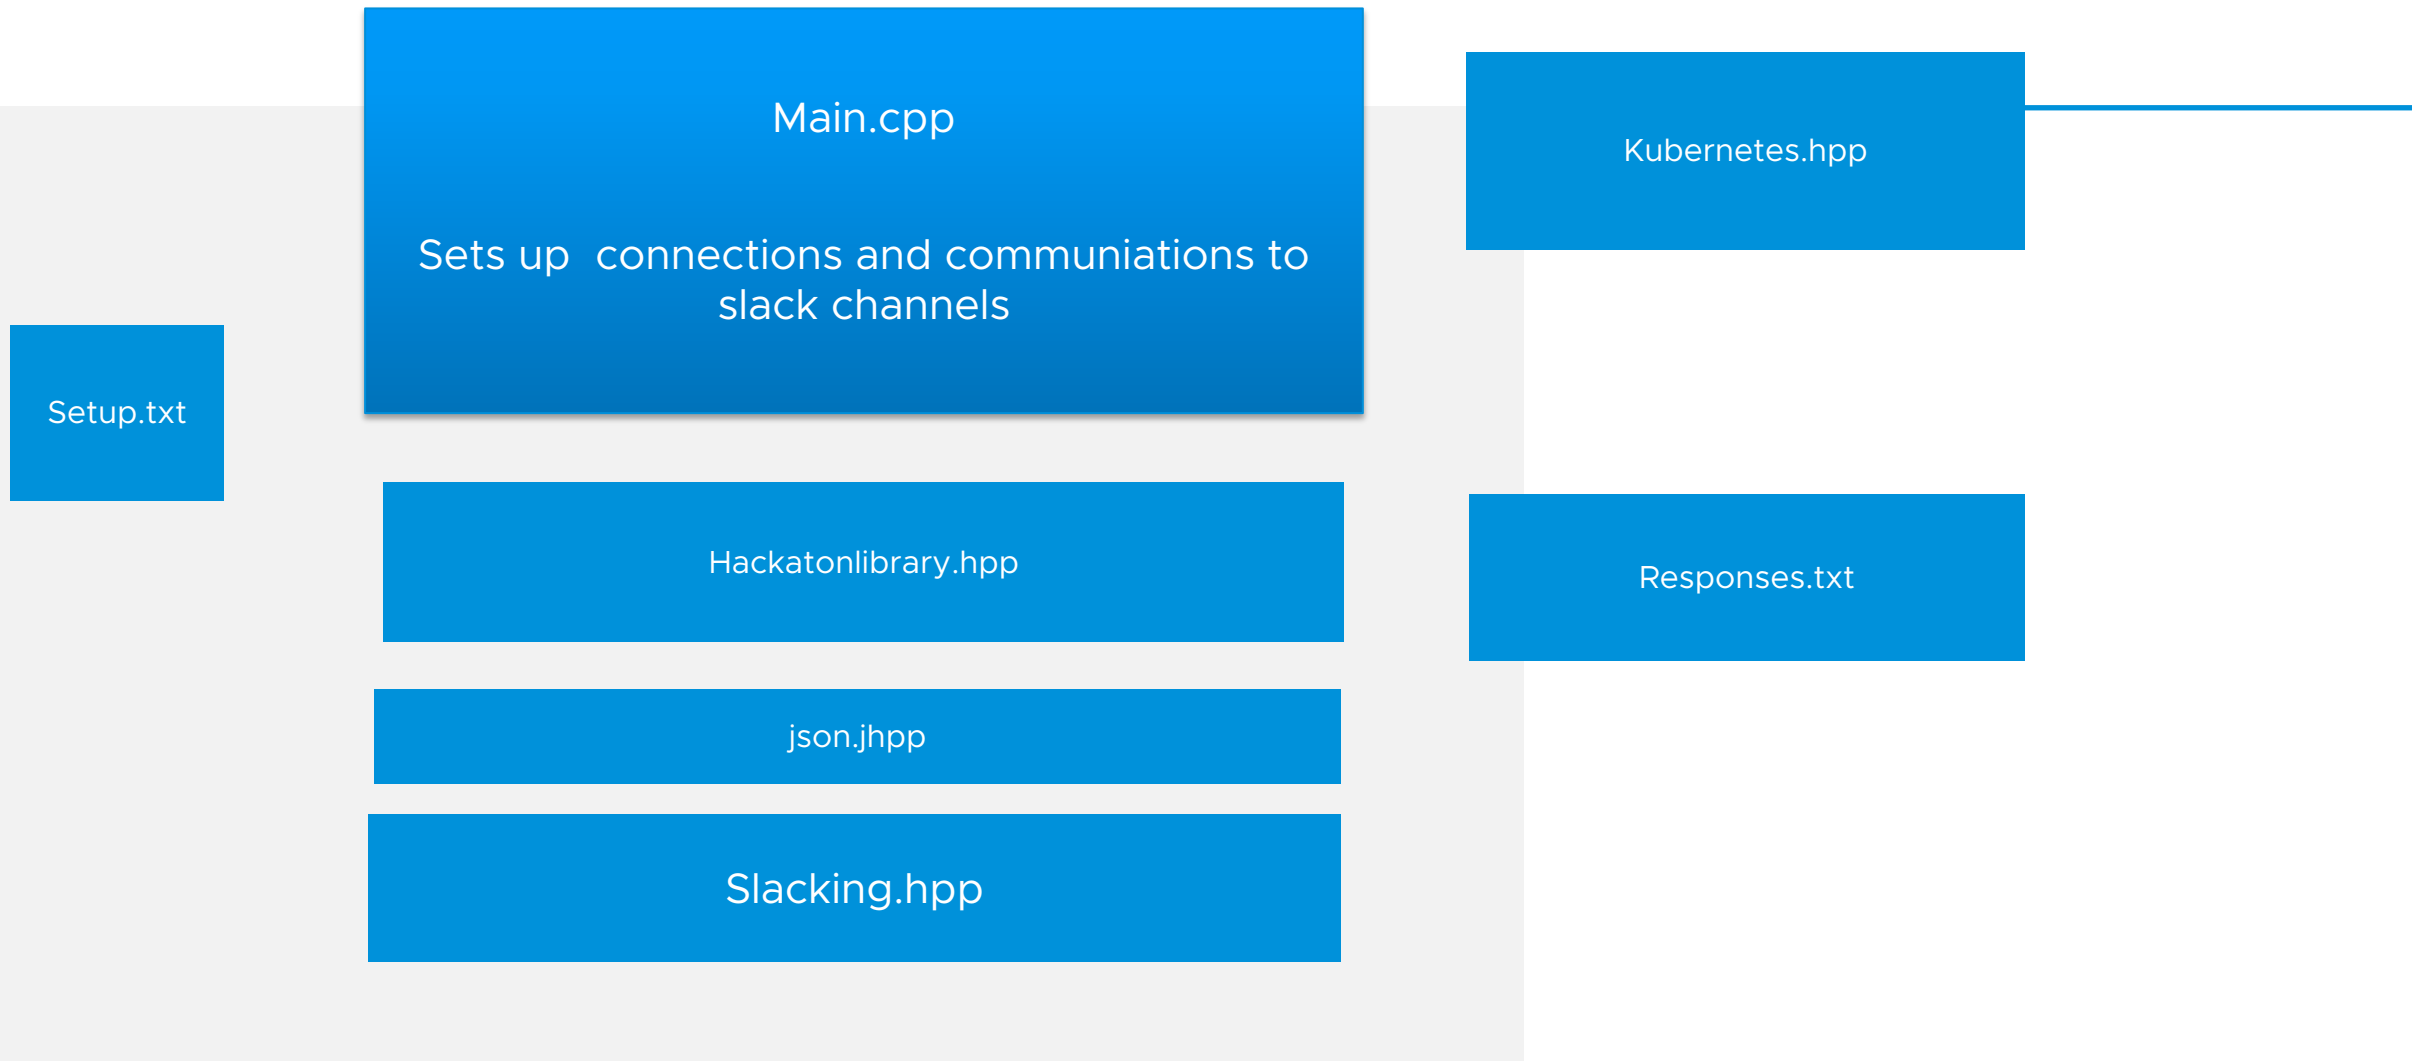 Main.cpp
Sets up  connections and communiations to
slack channels
Kubernetes.hpp
Setup.txt
Hackatonlibrary.hpp
Responses.txt
json.jhpp
Slacking.hpp